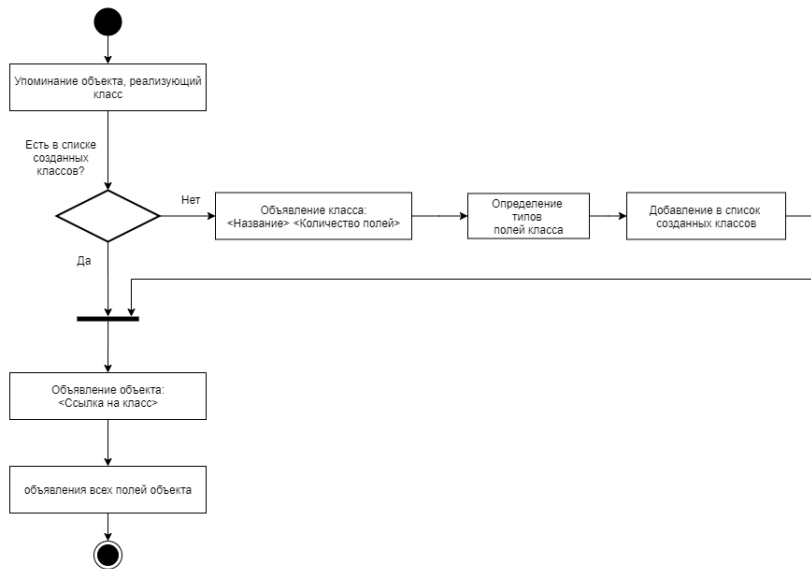 Упоминание объекта, реализующий
класс
Есть в списке
созданных
классов?
Нет
Объявление класса:
<Название> <Количество полей>
Определение
типов
полей класса
Добавление в список
созданных классов
Да
Объявление объекта:
<Ссылка на класс>
объявления всех полей объекта